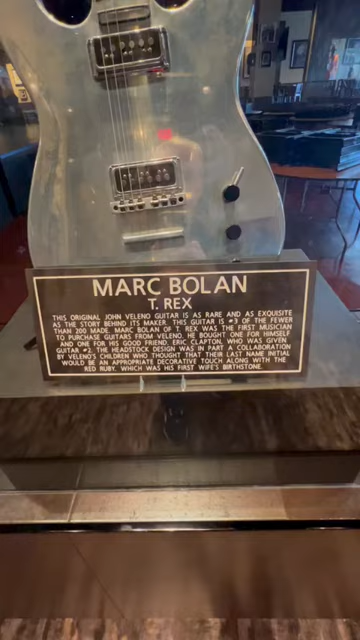 MARC BOLAN
T. REX
THIS ORIGINAL JOHN VELENO GUITAR IS AS RARE AND AS EXQUISITE
AS THE STORY BEHIND ITS MAKER. THIS GUITAR IS #3 OF THE FEWER
THAN 200 MADE. MARC BOLAN OF T. REX WAS THE FIRST MUSICIAN
TO PURCHASE GUITARS FROM VELENO. HE BOUGHT ONE FOR HIMSELF
AND ONE FOR HIS GOOD FRIEND, ERIC CLAPTON, WHO WAS GIVEN
GUITAR #2. THE HEADSTOCK DESIGN WAS IN PART A COLLABORATION
BY VELENO'S CHILDREN WHO THOUGHT THAT THEIR LAST NAME INITIAL
WOULD BE AN APPROPRIATE DECORATIVE TOUCH ALONG WITH THE
RED RUBY, WHICH WAS HIS FIRST WIFE'S BIRTHSTONE.